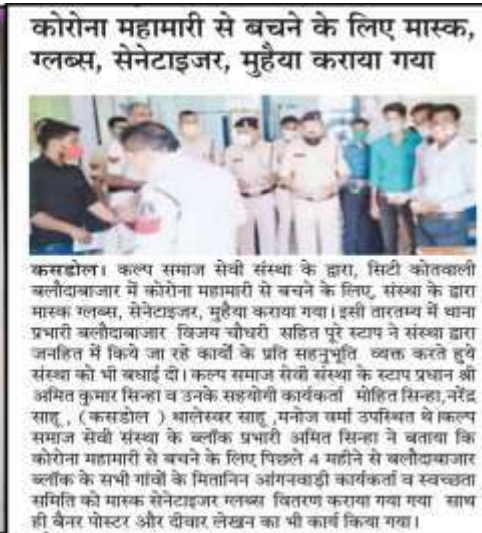 कोरोना महामारी से बचने के लिए मास्क,
ग्लब्स, सेनेटाइजर, मुहैया कराया गया
कसडोल। कल्प समाज सेवी संस्था के द्वारा, सिटी कोतवाली
बलौदाबाजार में कोरोना महामारी से बचने के लिए, संस्था के द्वारा
मास्क ग्लब्स, सेनेटाइजर, मुहैया कराया गया। इसी तारतम्य में थाना
प्रभारी बलौदाबाजार विजय चौधरी सहित पूरे स्टाप ने संस्था द्वारा
जनहित में किये जा रहे कार्यों के प्रति सहनुभूति व्यक्त करते हुये
संस्था को भी बधाई दी। कल्प समाज सेवी संस्था के स्टाप प्रधान श्री
अमित कुमार सिन्हा व उनके सहयोगी कार्यकर्ता मोहित सिन्हा,नरेंद्र
साहू , (कसडोल ) थालेस्वर साहू ,मनोज वर्मा उपस्थित थे।कल्प
समाज सेवी संस्था के ब्लॉक प्रभारी अमित सिन्हा ने बताया कि
कोरोना महामारी से बचने के लिए पिछले 4 महीने से बलौदाबाजार
ब्लॉक के सभी गांवों के मितानिन आंगनवाड़ी कार्यकर्ता व स्वच्छता
समिति को मास्क सेनेटाइजर ग्लब्स वितरण कराया गया गया साथ
ही बैनर पोस्टर और दीवार लेखन का भी कार्य किया गया।